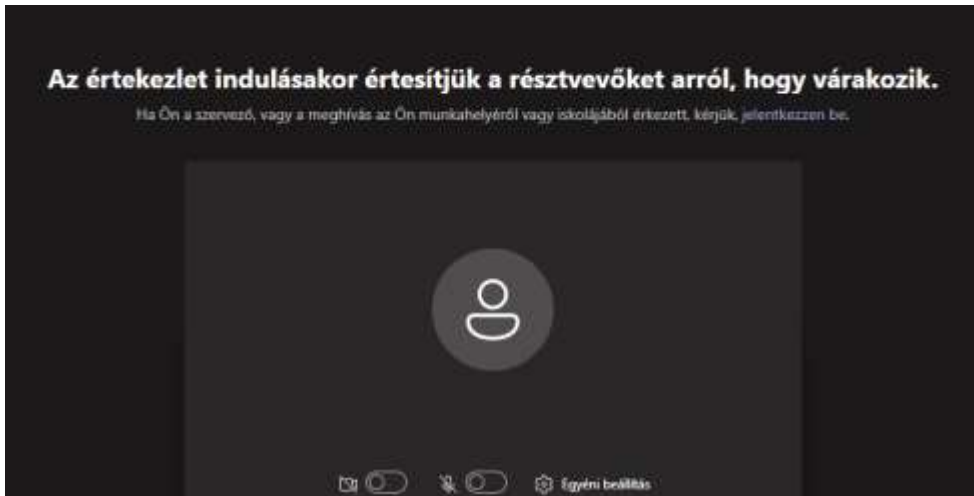 Az értekezlet indulásakor értesítjük a résztvevőket arról, hogy várakozik.
Ha Ön a szervező, vagy a meghívás az Ön munkahelyéről vagy iskolájából érkezett, kérjük, jelentkezzen be.
Egyéni beállítás